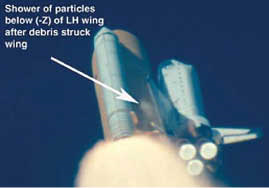 Shower of particles
below (-Z) of LH wing
after debris struck
wing